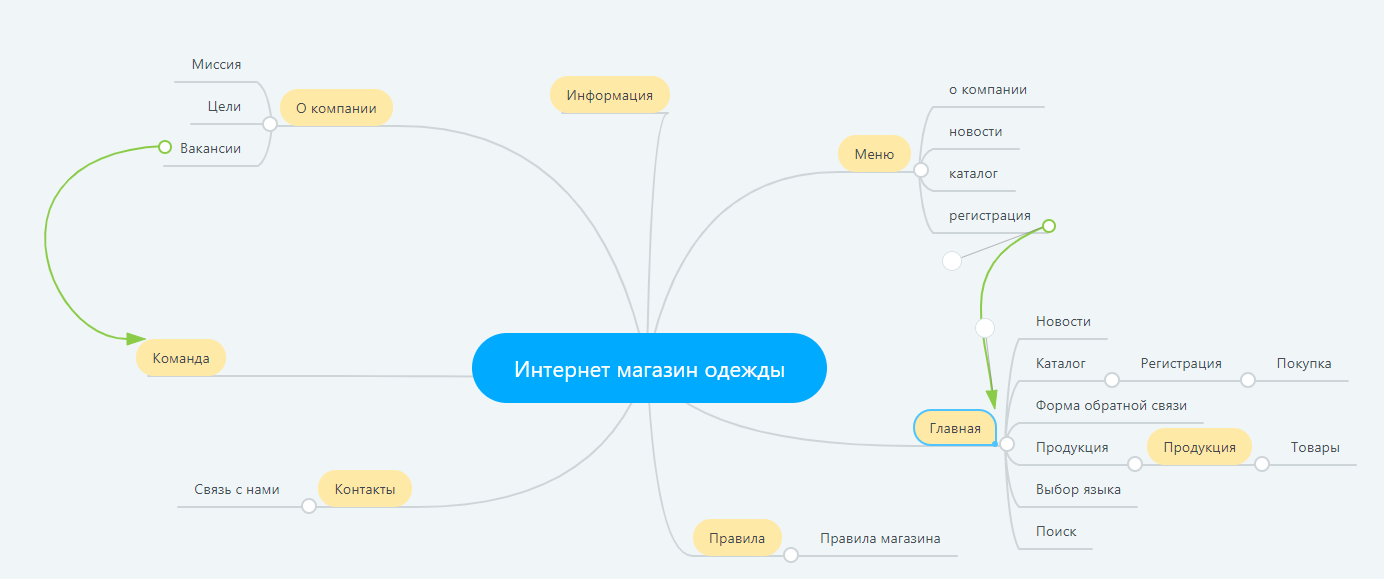 Миссия
Цели
Вакансии
О компании
Информация
Меню
о компании
новости
каталог
регистрация
Команда
Интернет магазин одежды
Главная
Новости
Каталог
Регистрация
Покупка
Форма обратной связи
Продукция
Продукция
Товары
Выбор языка
Поиск
Связь с нами
Контакты
Правила
Правила магазина